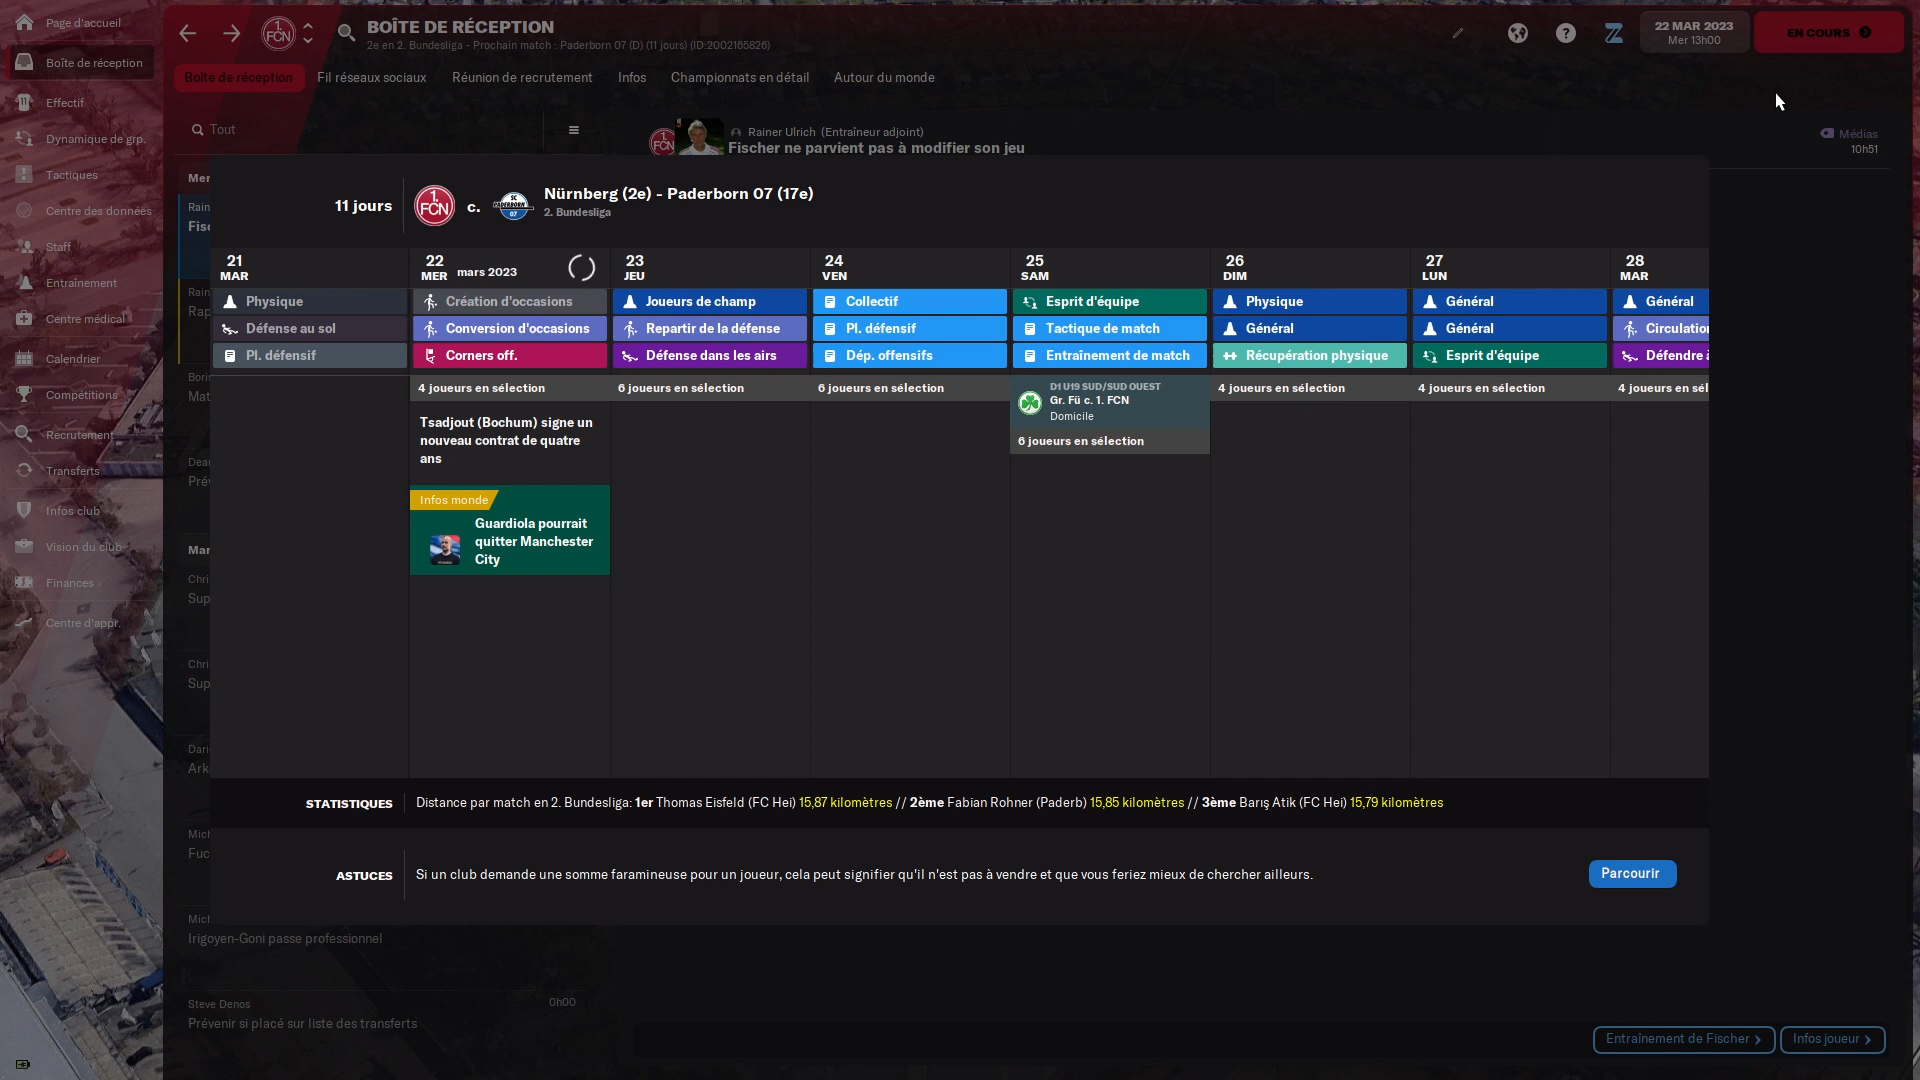 Page d'accueil
Boîte de réception
Effectif
Dynamique de grp.
Tactiques
Centre des données
Staff
Entraînement
Centre médical
Calendrier
Compétitions
Recrutement
Transferts
Infos club
Vision du club
Finances
Centre d'appr.
BOÎTE DE RÉCEPTION
2e en 2. Bundesliga - Prochain match : Paderborn 07 (D) (11 jours) (ID:2002165826)
22 MAR 2023
Mer 13h00
EN COURS
Boîte de réception
Fil réseaux sociaux
Réunion de recrutement
Infos
Championnats en détail
Autour du monde
Tout
Rainer Ulrich (Entraîneur adjoint)
Fischer ne parvient pas à modifier son jeu
Médias
10h51
11 jours
c.
Nürnberg (2e) - Paderborn 07 (17e)
2. Bundesliga
21
MAR
Physique
Défense au sol
Pl. défensif
22
MER mars 2023
Création d'occasions
Conversion d'occasions
Corners off.
4 joueurs en sélection
Tsadjout (Bochum) signe un
nouveau contrat de quatre
ans
Infos monde
Guardiola pourrait
quitter Manchester
City
23
JEU
Joueurs de champ
Repartir de la défense
Défense dans les airs
6 joueurs en sélection
24
VEN
Collectif
Pl. défensif
Dép. offensifs
6 joueurs en sélection
25
SAM
Esprit d'équipe
Tactique de match
Entraînement de match
D1 U19 SUD/SUD OUEST
Gr. Fü c. 1. FCN
Domicile
6 joueurs en sélection
26
DIM
Physique
Général
Récupération physique
4 joueurs en sélection
27
LUN
Général
Général
Esprit d'équipe
4 joueurs en sélection
28
MAR
Général
Circulation
Défendre à
4 joueurs en sél
STATISTIQUES
Distance par match en 2. Bundesliga: 1er Thomas Eisfeld (FC Hei) 15,87 kilomètres // 2ème Fabian Rohner (Paderb) 15,85 kilomètres // 3ème Barış Atik (FC Hei) 15,79 kilomètres
ASTUCES
Si un club demande une somme faramineuse pour un joueur, cela peut signifier qu'il n'est pas à vendre et que vous feriez mieux de chercher ailleurs.
Parcourir
Irigoyen-Goni passe professionnel
Steve Denos
0h00
Prévenir si placé sur liste des transferts
Entraînement de Fischer
Infos joueur